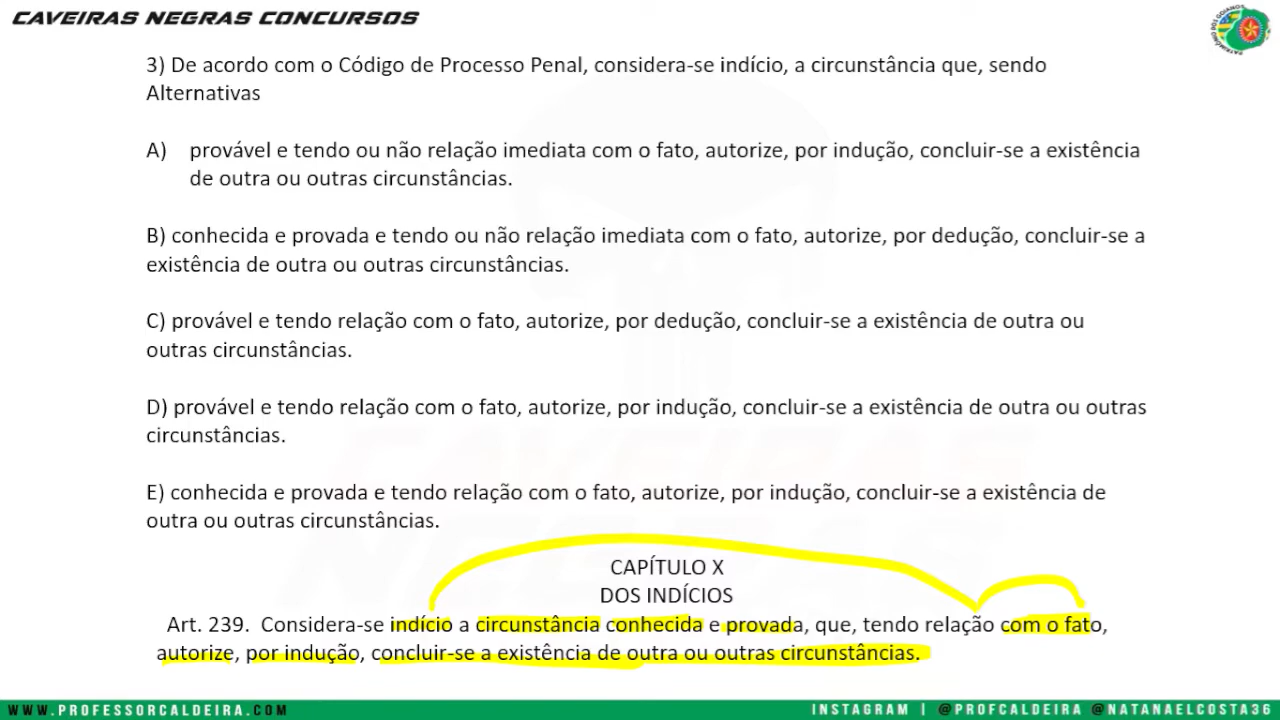 CAVEIRAS NEGRAS CONCURSOS
3) De acordo com o Código de Processo Penal, considera-se indício, a circunstância que, sendo
Alternativas
A) provável e tendo ou não relação imediata com o fato, autorize, por indução, concluir-se a existência
de outra ou outras circunstâncias.
B) conhecida e provada e tendo ou não relação imediata com o fato, autorize, por dedução, concluir-se a
existência de outra ou outras circunstâncias.
C) provável e tendo relação com o fato, autorize, por dedução, concluir-se a existência de outra ou
outras circunstâncias.
D) provável e tendo relação com o fato, autorize, por indução, concluir-se a existência de outra ou outras
circunstâncias.
E) conhecida e provada e tendo relação com o fato, autorize, por indução, concluir-se a existência de
outra ou outras circunstâncias.
CAVEIRAS
NEGRAS
CAPÍTULO X
DOS INDÍCIOS
Art. 239. Considera-se indício a circunstância conhecida e provada, que, tendo relação com o fato,
autorize, por indução, concluir-se a existência de outra ou outras circunstâncias.
WWW.PROFESSORCALDEIRA.COM
INSTAGRAM | @PROFCALDEIRA @NATANAELCOSTA36